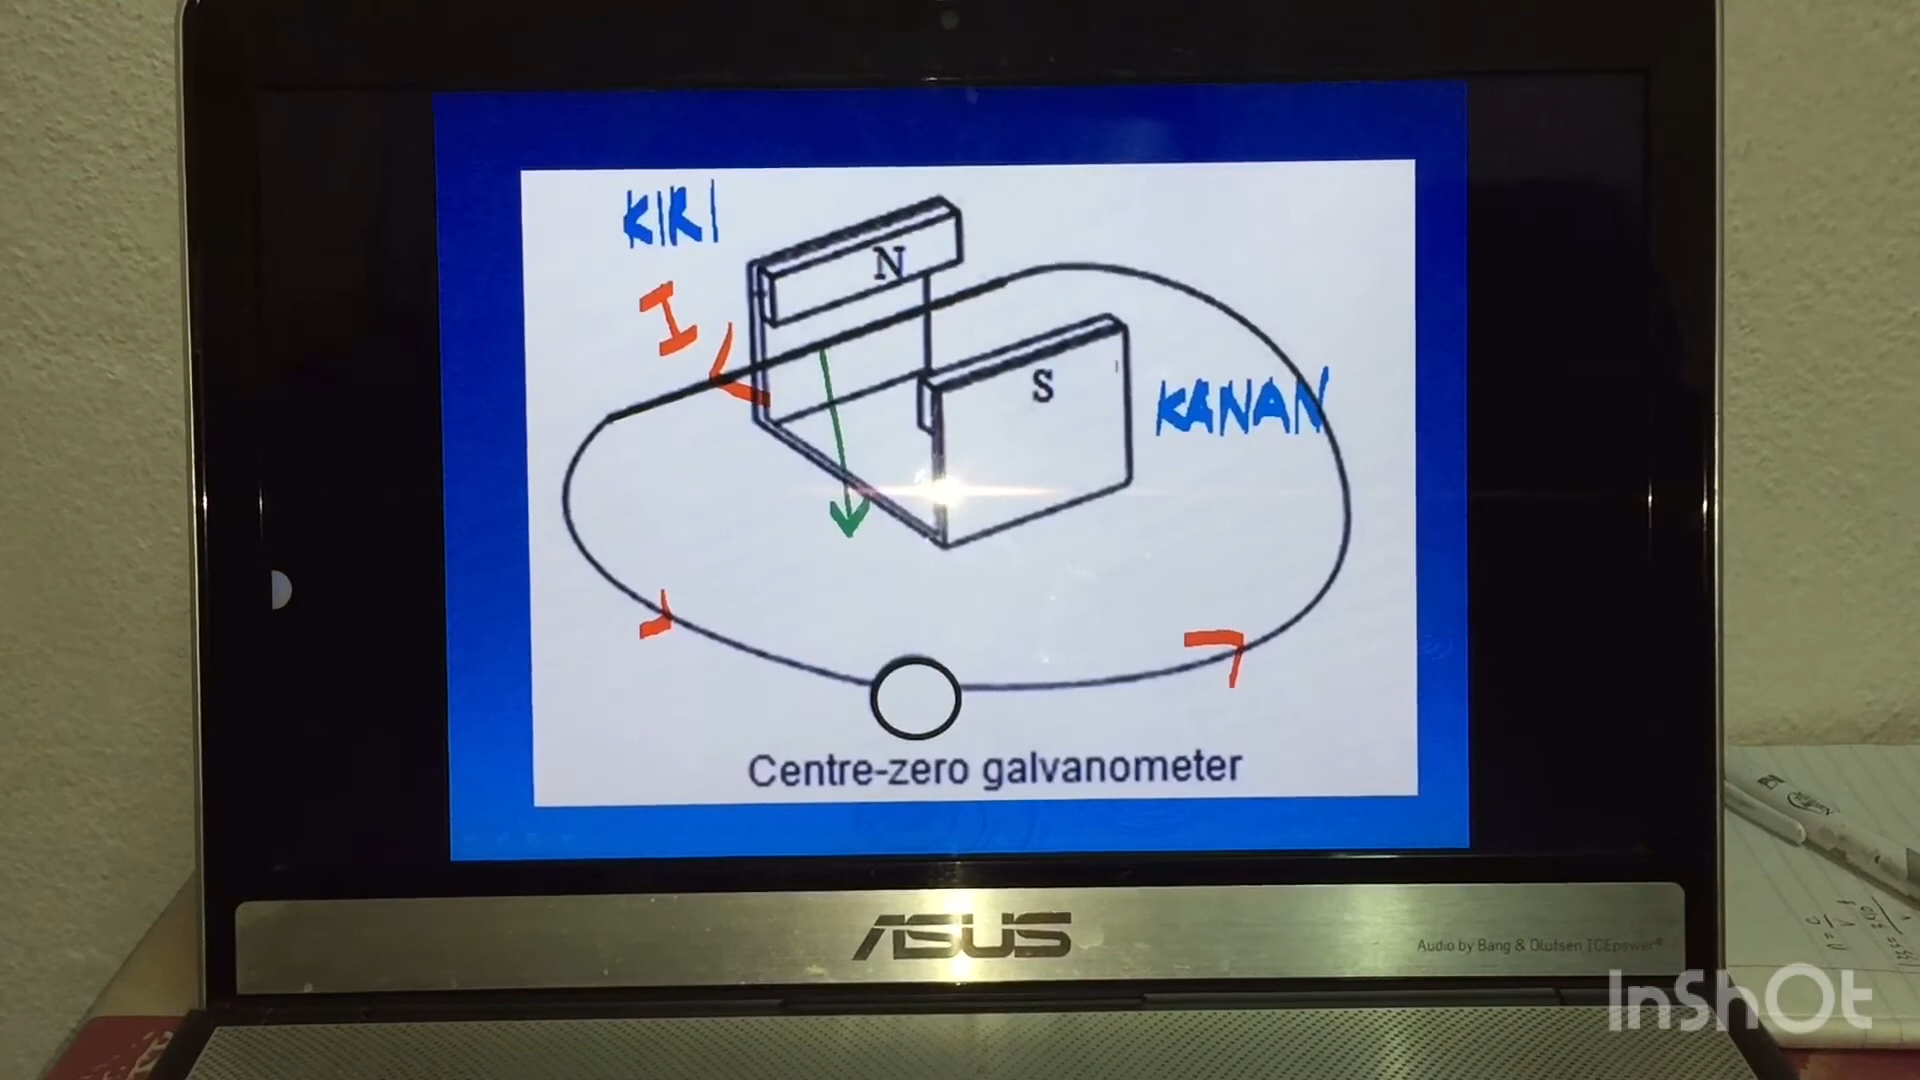 KIRI
N
I
S
KANAN
Centre-zero galvanometer
ASUS
Audio by Bang & Olufsen ICEpower®
InShOt